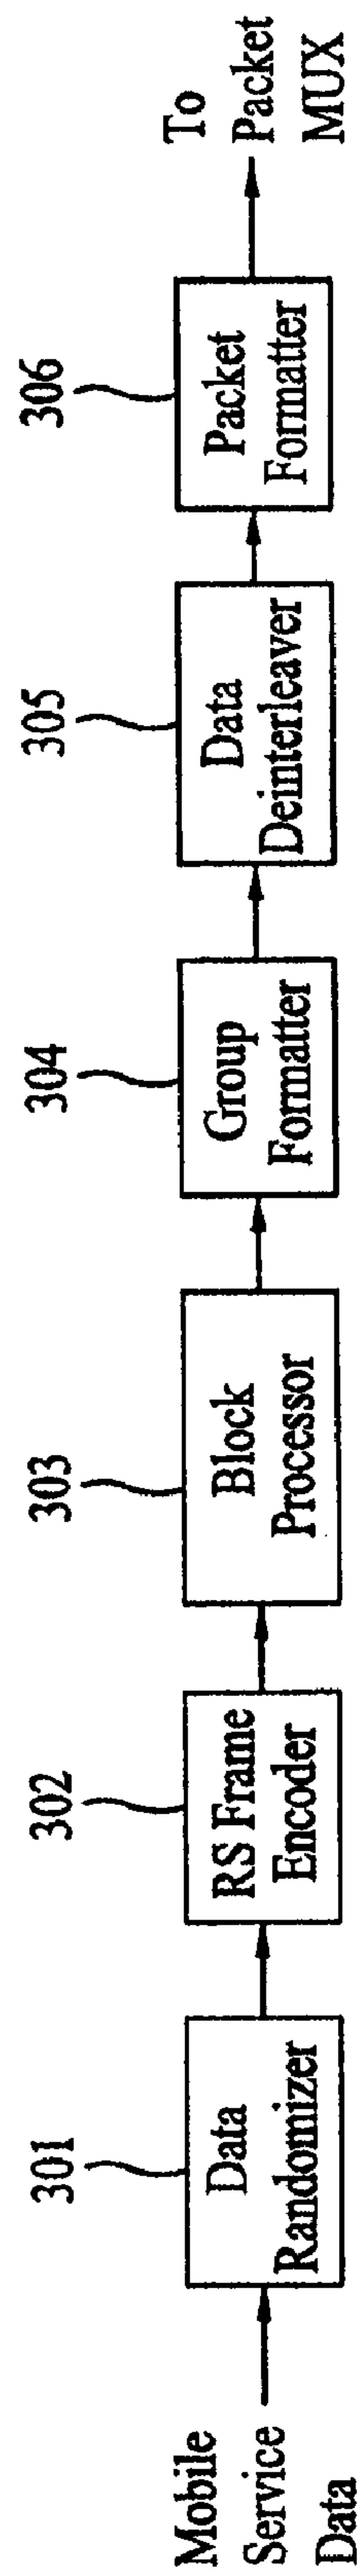 Mobile
Service
Data
301
Data
Randomizer
302
RS Frame
Encoder
303
Block
Processor
304
Group
Formatter
305
Data
Deinterleaver
306
Packet
Formatter
To
Packet
MUX